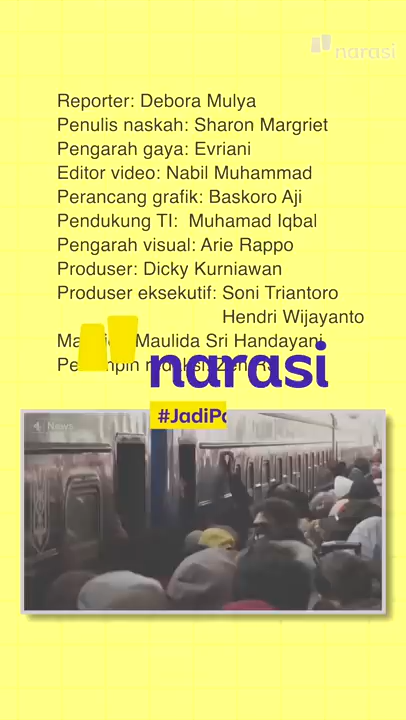 narasi
Reporter: Debora Mulya
Penulis naskah: Sharon Margriet
Pengarah gaya: Evriani
Editor video: Nabil Muhammad
Perancang grafik: Baskoro Aji
Pendukung TI: Muhamad Iqbal
Pengarah visual: Arie Rappo
Produser: Dicky Kurniawan
Produser eksekutif: Soni Triantoro
Hendri Wijayanto
Maulida Sri Handayani
narasi
#JadiPa
4 News